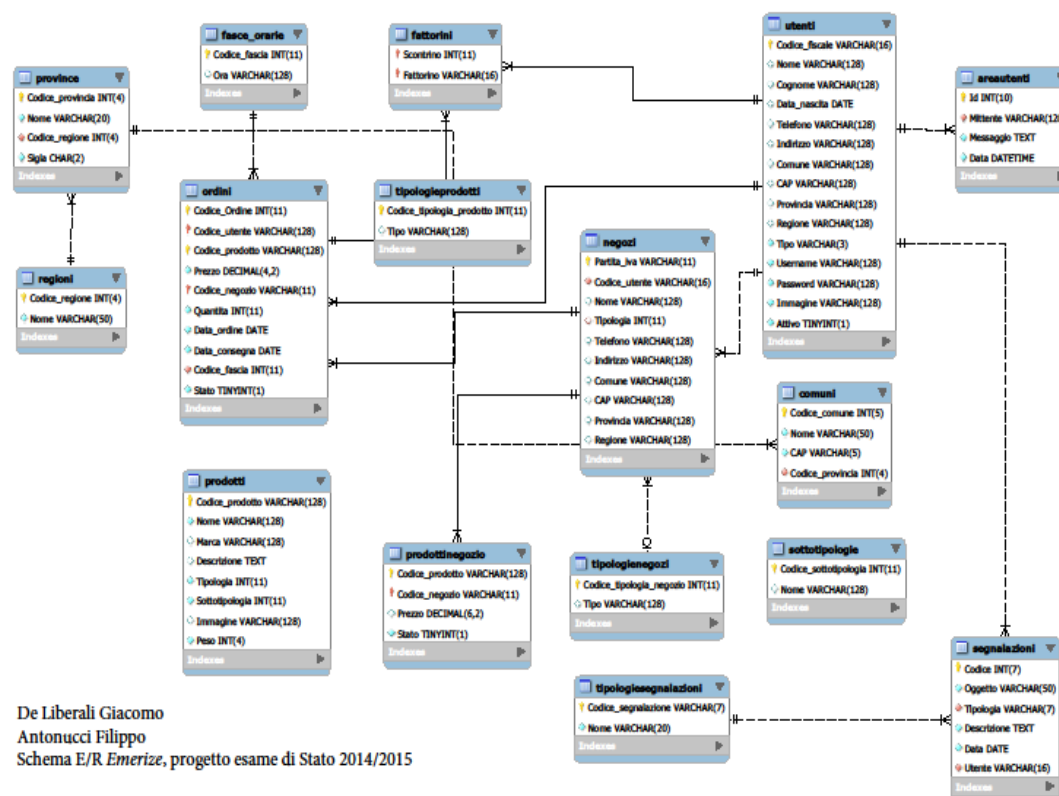 fasce_orarie
Codice_fascia INT(11)
Ora VARCHAR(128)
Indexes
fattorini
Scontrino INT(11)
Fattorino VARCHAR(16)
Indexes
utenti
Codice_fiscale VARCHAR(16)
Nome VARCHAR(128)
Cognome VARCHAR(128)
Data_nascita DATE
Telefono VARCHAR(128)
Indirizzo VARCHAR(128)
Comune VARCHAR(128)
CAP VARCHAR(128)
Provincia VARCHAR(128)
Regione VARCHAR(128)
Tipo VARCHAR(3)
Username VARCHAR(128)
Password VARCHAR(128)
Immagine VARCHAR(128)
Attivo TINYINT(1)
Indexes
province
Codice_provincia INT(4)
Nome VARCHAR(20)
Codice_regione INT(4)
Sigla CHAR(2)
Indexes
areautenti
Id INT(10)
Mittente VARCHAR(128
Messaggio TEXT
Data DATETIME
Indexes
ordini
Codice_Ordine INT(11)
Codice_utente VARCHAR(128)
Codice_prodotto VARCHAR(128)
Prezzo DECIMAL(4,2)
Codice_negozio VARCHAR(11)
Quantita INT(11)
Data_ordine DATE
Data_consegna DATE
Codice_fascia INT(11)
Stato TINYINT(1)
Indexes
tipologieprodotti
Codice_tipologia_prodotto INT(11)
Tipo VARCHAR(128)
Indexes
negozi
Partita_iva VARCHAR(11)
Codice_utente VARCHAR(16)
Nome VARCHAR(128)
Tipologia INT(11)
Telefono VARCHAR(128)
Indirizzo VARCHAR(128)
Comune VARCHAR(128)
CAP VARCHAR(128)
Provincia VARCHAR(128)
Regione VARCHAR(128)
Indexes
regioni
Codice_regione INT(4)
Nome VARCHAR(50)
Indexes
comuni
Codice_comune INT(5)
Nome VARCHAR(50)
CAP VARCHAR(5)
Codice_provincia INT(4)
Indexes
prodotti
Codice_prodotto VARCHAR(128)
Nome VARCHAR(128)
Marca VARCHAR(128)
Descrizione TEXT
Tipologia INT(11)
Sottotipologia INT(11)
Immagine VARCHAR(128)
Peso INT(4)
Indexes
prodottinegozio
Codice_prodotto VARCHAR(128)
Codice_negozio VARCHAR(11)
Prezzo DECIMAL(6,2)
Stato TINYINT(1)
Indexes
tipologienegozi
Codice_tipologia_negozio INT(11)
Tipo VARCHAR(128)
Indexes
sottotipologie
Codice_sottotipologia INT(11)
Nome VARCHAR(128)
Indexes
tipologiesegnalazioni
Codice_segnalazione VARCHAR(7)
Nome VARCHAR(20)
Indexes
segnalazioni
Codice INT(7)
Oggetto VARCHAR(50)
Tipologia VARCHAR(7)
Descrizione TEXT
Data DATE
Utente VARCHAR(16)
Indexes
De Liberali Giacomo
Antonucci Filippo
Schema E/R Emerize, progetto esame di Stato 2014/2015